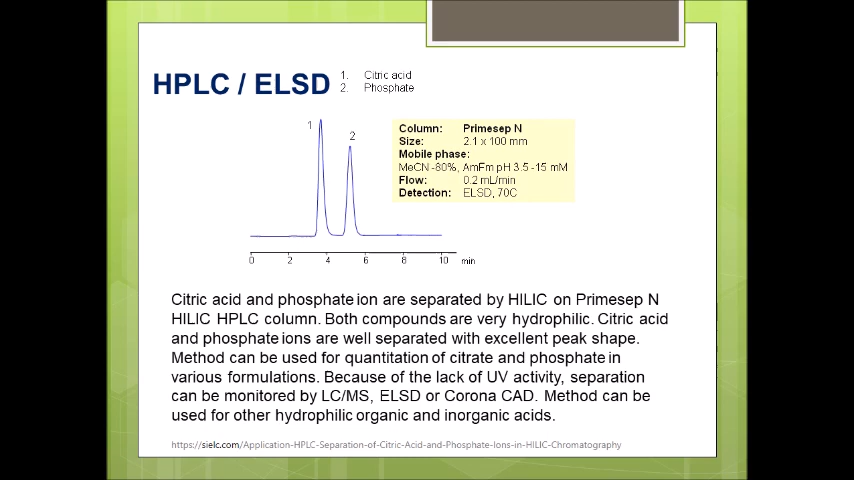 HPLC / ELSD
1. Citric acid
2. Phosphate
1
2
Column: Primesep N
Size: 2.1 x 100 mm
Mobile phase:
MeCN -80%, AmFm pH 3.5 -15 mM
Flow: 0.2 mL/min
Detection: ELSD, 70C
0 2 4 6 8 10 min
Citric acid and phosphate ion are separated by HILIC on Primesep N
HILIC HPLC column. Both compounds are very hydrophilic. Citric acid
and phosphate ions are well separated with excellent peak shape.
Method can be used for quantitation of citrate and phosphate in
various formulations. Because of the lack of UV activity, separation
can be monitored by LC/MS, ELSD or Corona CAD. Method can be
used for other hydrophilic organic and inorganic acids.
https://sielc.com/Application-HPLC-Separation-of-Citric-Acid-and-Phosphate-Ions-in-HILIC-Chromatography